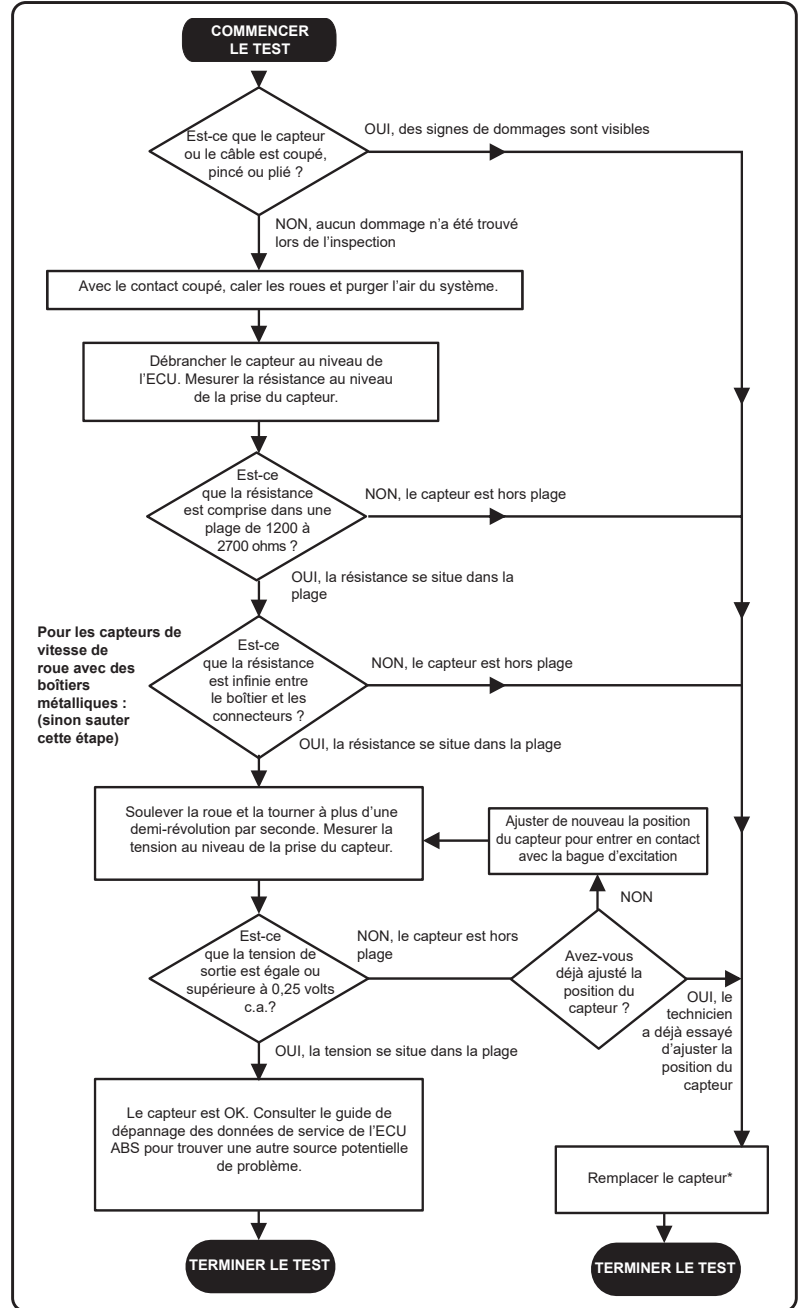 COMMENCER
LE TEST
Est-ce que le capteur
ou le câble est coupé,
pincé ou plié ?
OUI, des signes de dommages sont visibles
NON, aucun dommage n’a été trouvé
lors de l’inspection
Avec le contact coupé, caler les roues et purger l’air du système.
Débrancher le capteur au niveau de
l’ECU. Mesurer la résistance au niveau
de la prise du capteur.
Est-ce
que la résistance
est comprise dans une
plage de 1200 à
2700 ohms ?
NON, le capteur est hors plage
OUI, la résistance se situe dans la
plage
Pour les capteurs de
vitesse de
roue avec des
boîtiers
métalliques :
(sinon sauter
cette étape)
Est-ce
que la résistance
est infinie entre
le boîtier et les
connecteurs ?
NON, le capteur est hors plage
OUI, la résistance se situe dans la plage
Soulever la roue et la tourner à plus d’une
demi-révolution par seconde. Mesurer la
tension au niveau de la prise du capteur.
Ajuster de nouveau la position
du capteur pour entrer en contact
avec la bague d’excitation
NON
Est-ce
que la tension de
sortie est égale ou
supérieure à 0,25 volts
c.a.?
NON, le capteur est hors
plage
Avez-vous
déjà ajusté la
position du
capteur ?
OUI, le
technicien
a déjà essayé
d’ajuster la
position du
capteur
OUI, la tension se situe dans la plage
Le capteur est OK. Consulter le guide de
dépannage des données de service de l’ECU
ABS pour trouver une autre source potentielle
de problème.
Remplacer le capteur*
TERMINER LE TEST
TERMINER LE TEST